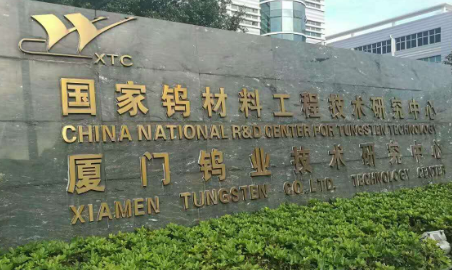 XTC
国家钨材料工程技术研究中心
CHINA NATIONAL R&D CENTER FOR TUNGSTEN TECHNOLOGY
厦门钨业技术研究中心
XIAMEN TUNGSTEN CO.LTD. TECHNOLOGY CENTER